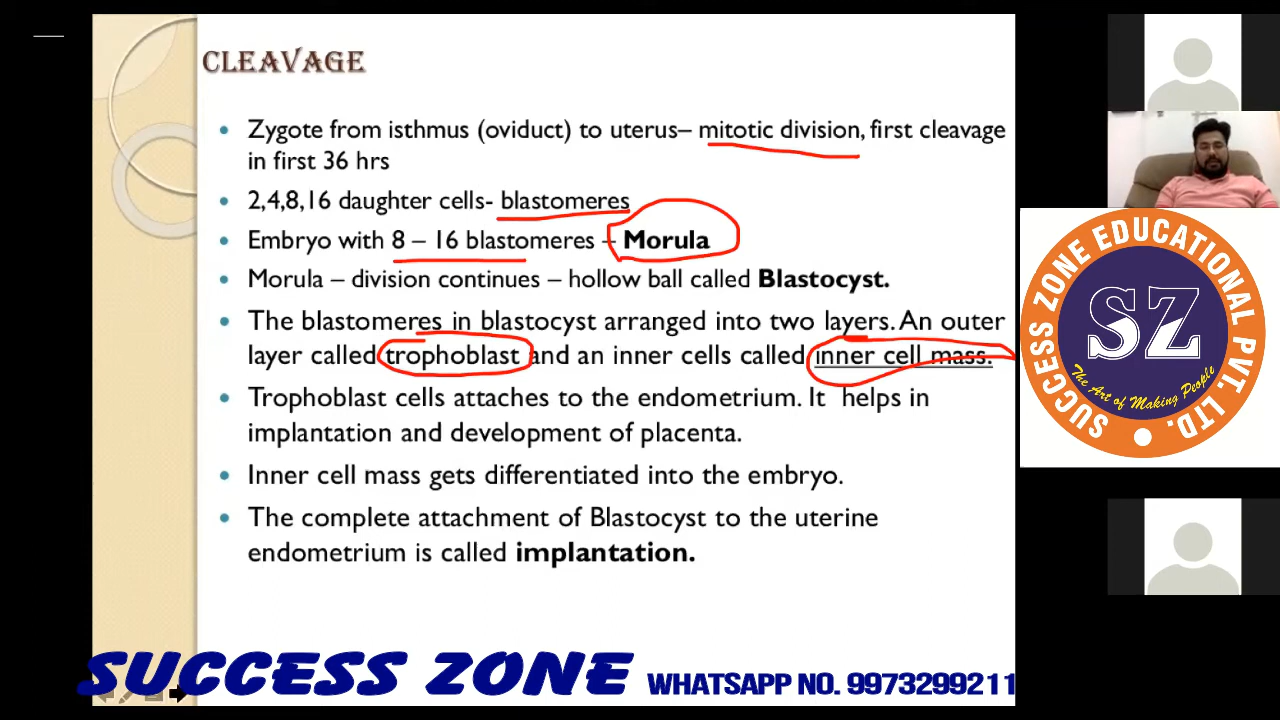 CLEAVAGE
• Zygote from isthmus (oviduct) to uterus– mitotic division, first cleavage
in first 36 hrs
• 2,4,8,16 daughter cells- blastomeres
• Embryo with 8 – 16 blastomeres – Morula
• Morula – division continues – hollow ball called Blastocyst.
• The blastomeres in blastocyst arranged into two layers. An outer
layer called trophoblast and an inner cells called inner cell mass.
• Trophoblast cells attaches to the endometrium. It helps in
implantation and development of placenta.
• Inner cell mass gets differentiated into the embryo.
• The complete attachment of Blastocyst to the uterine
endometrium is called implantation.
SUCCESS ZONE EDUCATIONAL PVT. LTD.
SZ
The Art of Making People
SUCCESS ZONE WHATSAPP NO. 9973299211